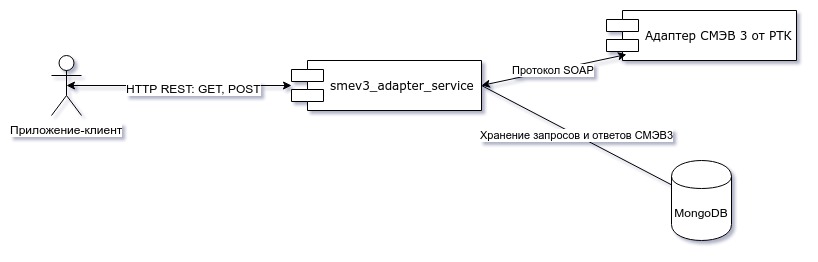 Адаптер СМЭВ 3 от РТК
Протокол SOAP
HTTP REST: GET, POST
smev3_adapter_service
Приложение-клиент
Хранение запросов и ответов СМЭВ3
MongoDB